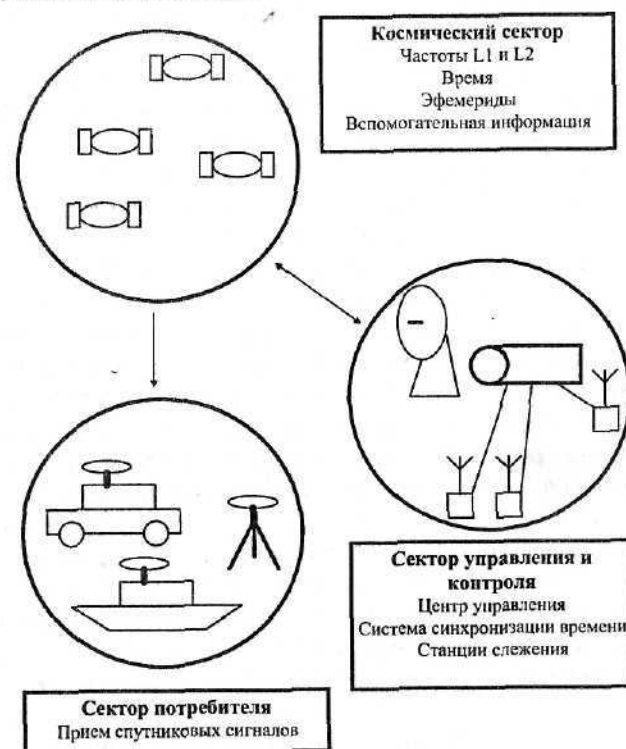 Космический сектор
Частоты L1 и L2
Время
Эфемериды
Вспомогательная информация
Сектор управления и
контроля
Центр управления
Система синхронизации времени
Станции слежения
Сектор потребителя
Прием спутниковых сигналов